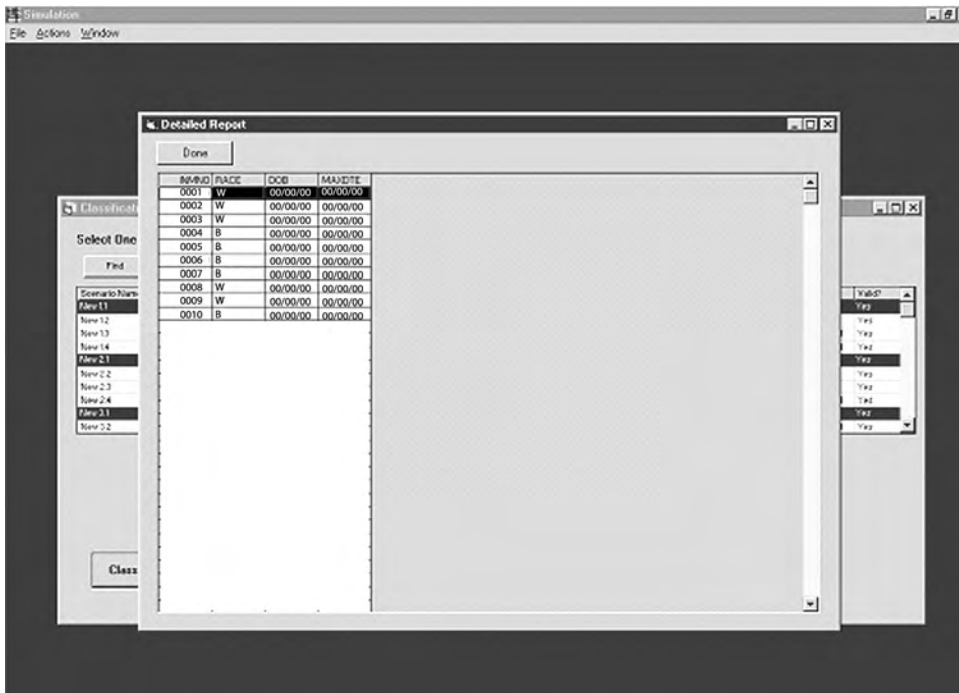 Simulation
File Actions Window
Detailed Report
Done
INMNO RACE DOB MAXDTE
0001 W 00/00/00 00/00/00
0002 W 00/00/00 00/00/00
0003 W 00/00/00 00/00/00
0004 B 00/00/00 00/00/00
0005 B 00/00/00 00/00/00
0006 B 00/00/00 00/00/00
0007 B 00/00/00 00/00/00
0008 W 00/00/00 00/00/00
0009 W 00/00/00 00/00/00
0010 B 00/00/00 00/00/00
Classificat
Select One
Find
Scenario Name Valid?
New 1.1 Yes
New 1.2 Yes
New 1.3 Yes
New 1.4 Yes
New 2.1 Yes
New 2.2 Yes
New 2.3 Yes
New 2.4 Yes
New 3.1 Yes
New 3.2 Yes
Class